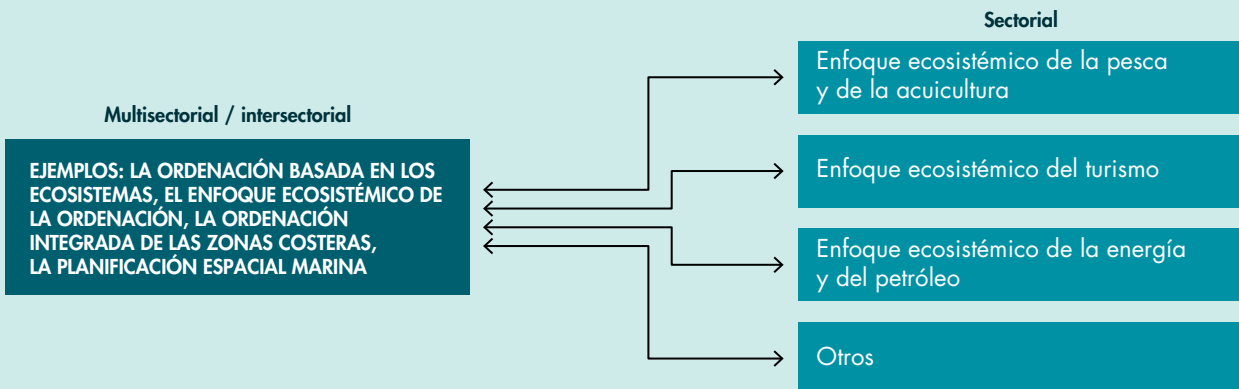 Multisectorial / intersectorial
EJEMPLOS: LA ORDENACIÓN BASADA EN LOS
ECOSISTEMAS, EL ENFOQUE ECOSISTÉMICO DE
LA ORDENACIÓN, LA ORDENACIÓN
INTEGRADA DE LAS ZONAS COSTERAS,
LA PLANIFICACIÓN ESPACIAL MARINA
Sectorial
Enfoque ecosistémico de la pesca
y de la acuicultura
Enfoque ecosistémico del turismo
Enfoque ecosistémico de la energía
y del petróleo
Otros